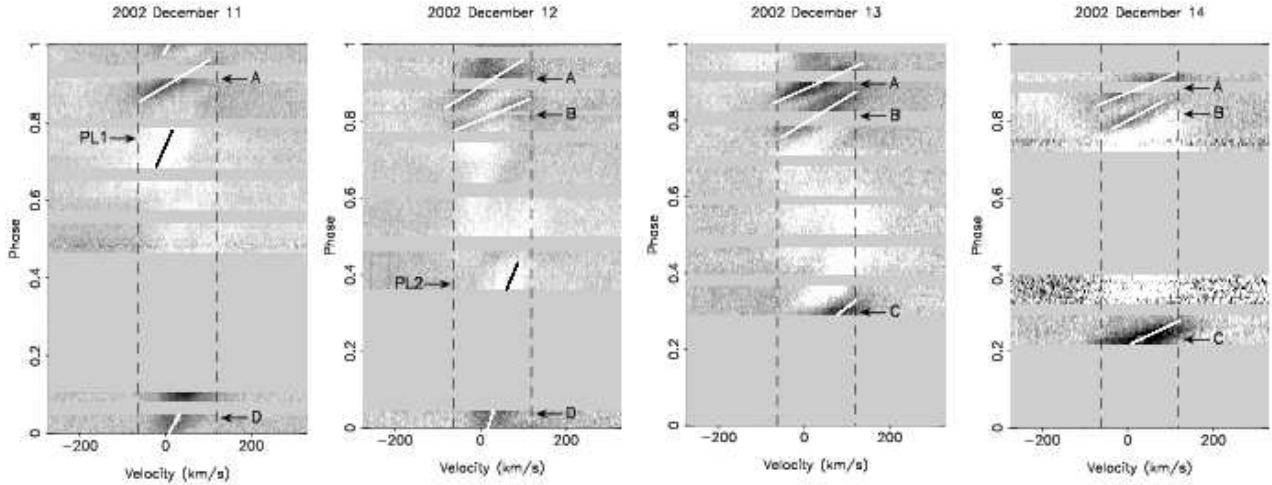 2002 December 11
2002 December 12
2002 December 13
2002 December 14
Phase
1
0.8
0.6
0.4
0.2
0
A
PL1
D
−200
0
200
Velocity (km/s)
Phase
1
0.8
0.6
0.4
0.2
0
A
B
PL2
D
−200
0
200
Velocity (km/s)
Phase
1
0.8
0.6
0.4
0.2
0
A
B
C
−200
0
200
Velocity (km/s)
Phase
1
0.8
0.6
0.4
0.2
0
A
B
C
−200
0
200
Velocity (km/s)